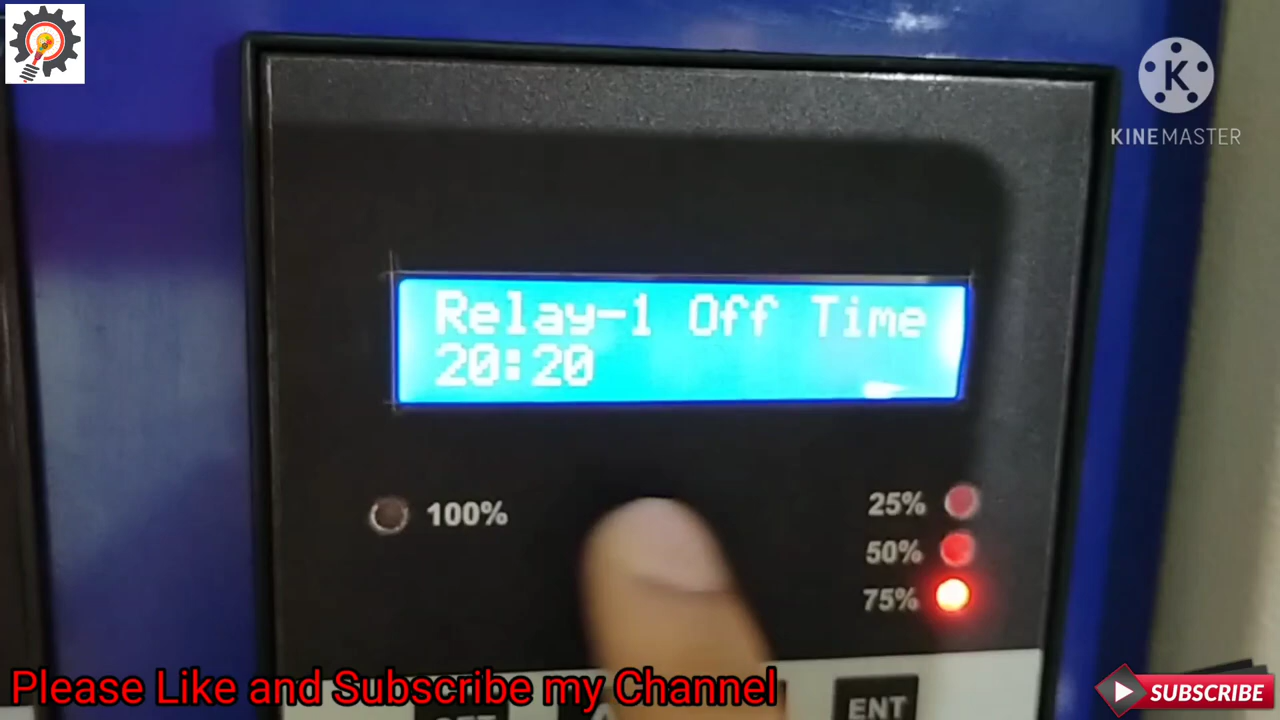 K
KINEMASTER
Relay-1 Off Time
20:20
100%
25%
50%
75%
ENT
Please Like and Subscribe my Channel
SUBSCRIBE